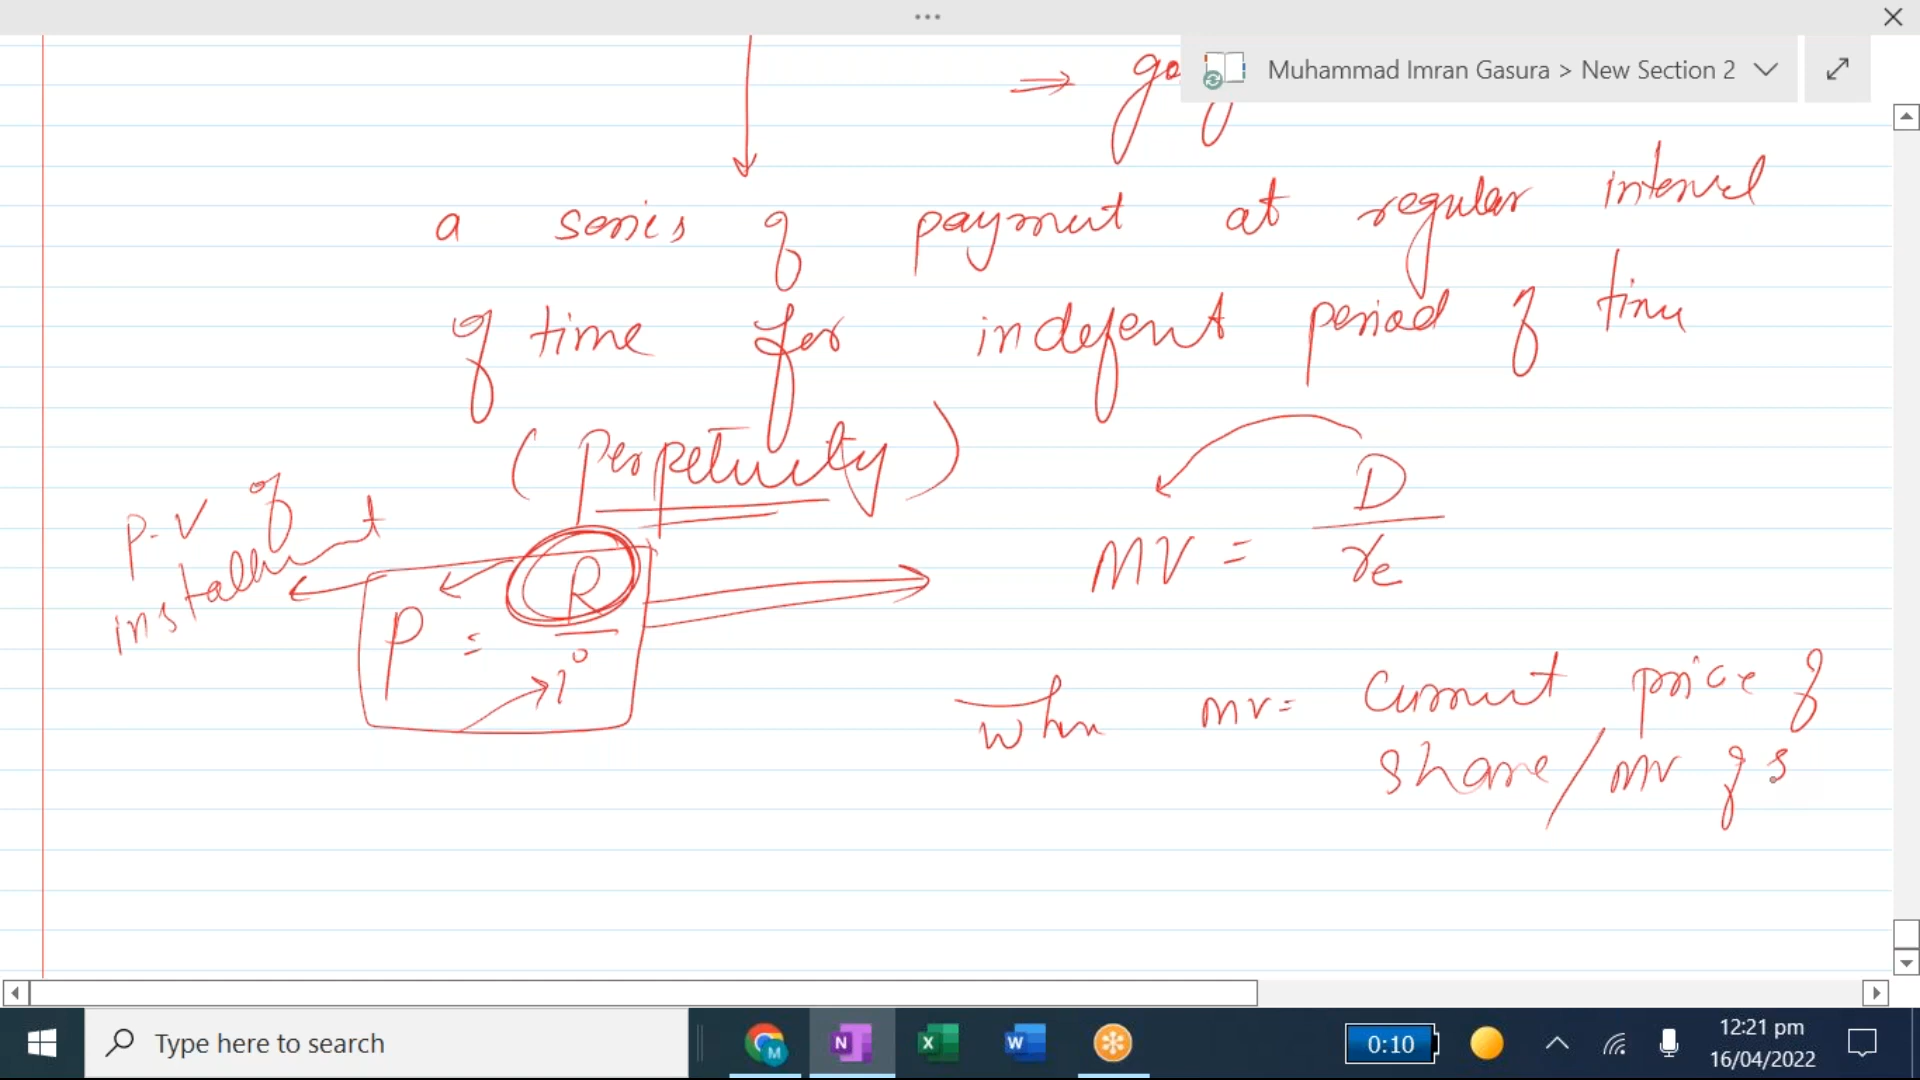 Muhammad Imran Gasura > New Section 2
→
a series of payment at regular interval
of time for indefent period of time
(Perpetuity)
P.V of
installment
P = R
i
MV = D
re
when mv = Current price of
share/mv of s
Type here to search
0:10
12:21 pm
16/04/2022